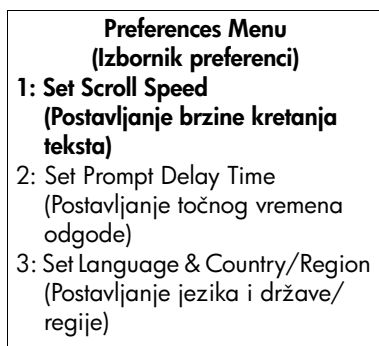 Preferences Menu
(Izbornik preferenci)
1: Set Scroll Speed
(Postavljanje brzine kretanja
teksta)
2: Set Prompt Delay Time
(Postavljanje točnog vremena
odgode)
3: Set Language & Country/Region
(Postavljanje jezika i države/
regije)